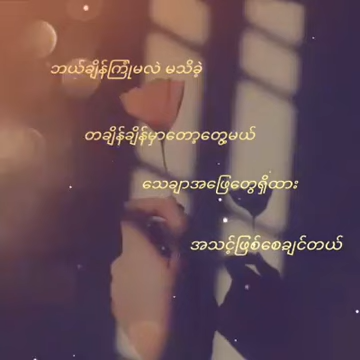 ဘယ်ချိန်ကြုံမလဲ မသိခဲ့
တချိန်ချိန်မှာတော့တွေ့မယ်
သေချာအဖြေတွေရှိထား
အသင့်ဖြစ်စေချင်တယ်